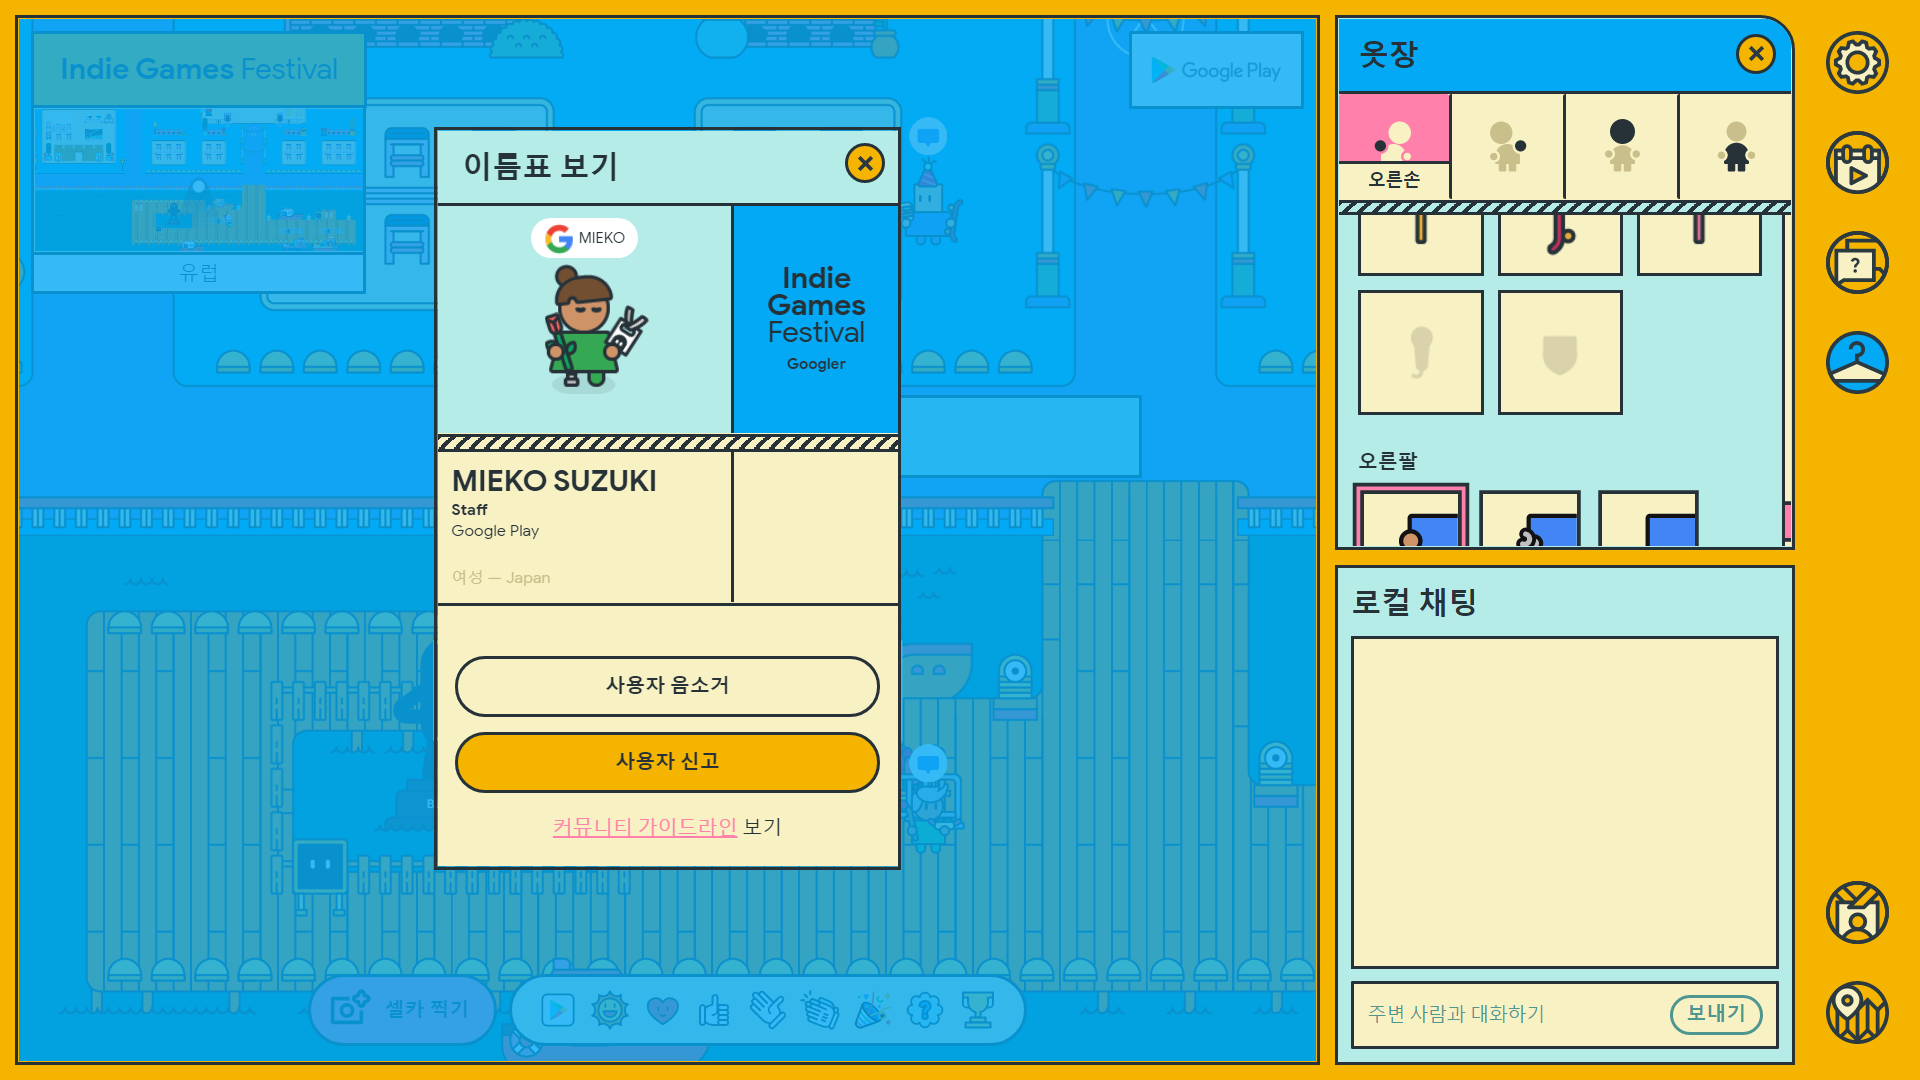 Indie Games Festival
유럽
Google Play
이름표 보기
MIEKO
Indie
Games
Festival
Googler
MIEKO SUZUKI
Staff
Google Play
여성 — Japan
사용자 음소거
사용자 신고
커뮤니티 가이드라인 보기
셀카 찍기
옷장
오른손
오른팔
로컬 채팅
주변 사람과 대화하기
보내기